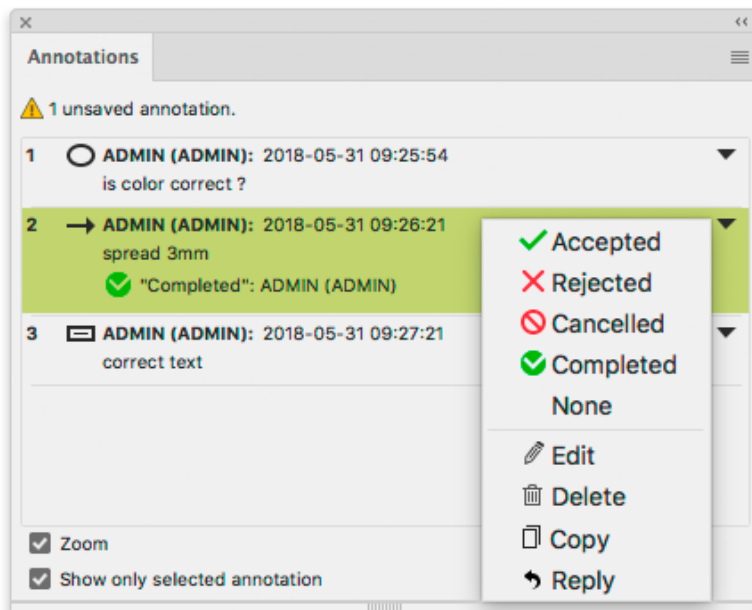 Annotations
1 unsaved annotation.
1 ADMIN (ADMIN): 2018-05-31 09:25:54
is color correct ?
2 ADMIN (ADMIN): 2018-05-31 09:26:21
spread 3mm
"Completed": ADMIN (ADMIN)
3 ADMIN (ADMIN): 2018-05-31 09:27:21
correct text
Accepted
Rejected
Cancelled
Completed
None
Edit
Delete
Copy
Reply
Zoom
Show only selected annotation